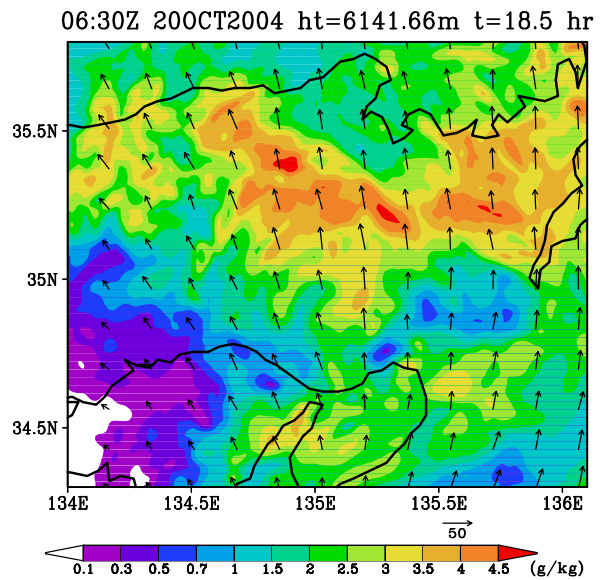 06:30Z 20OCT2004 ht=6141.66m t=18.5 hr
35.5N
35N
34.5N
134E 134.5E 135E 135.5E 136E
50
0.1 0.3 0.5 0.7 1 1.5 2 2.5 3 3.5 4 4.5 (g/kg)